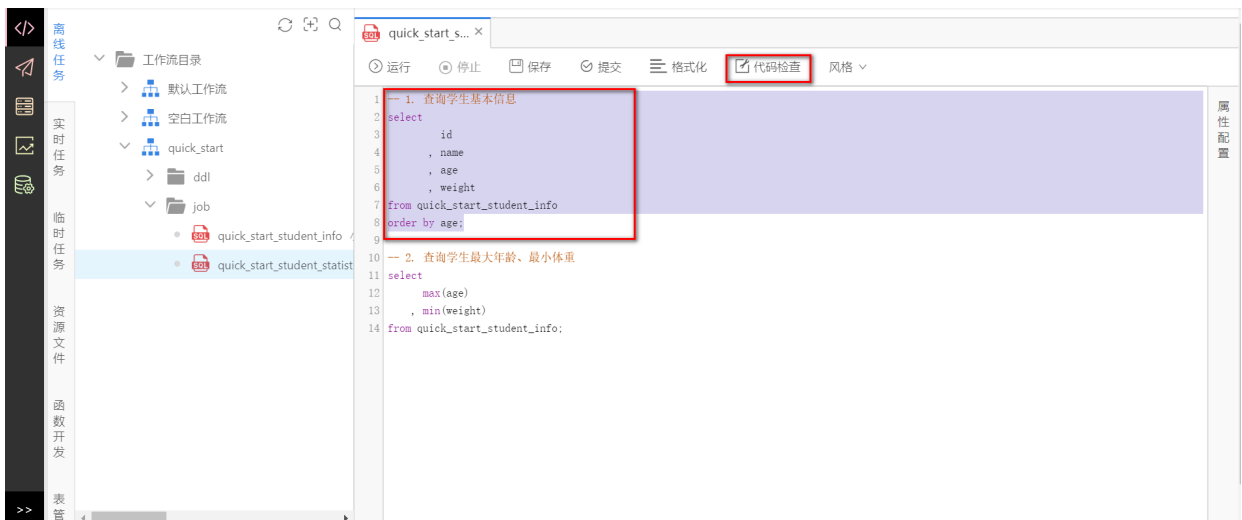 离线任务
实时任务
临时任务
资源文件
函数开发
表管
>>
工作流目录
默认工作流
空白工作流
quick_start
ddl
job
SQL quick_start_student_info
SQL quick_start_student_statist
SQL quick_start_s... ×
运行 停止 保存 提交 格式化 代码检查 风格
1 -- 1. 查询学生基本信息
2 select
3 id
4 , name
5 , age
6 , weight
7 from quick_start_student_info
8 order by age;
9
10 -- 2. 查询学生最大年龄、最小体重
11 select
12 max(age)
13 , min(weight)
14 from quick_start_student_info;
属性配置